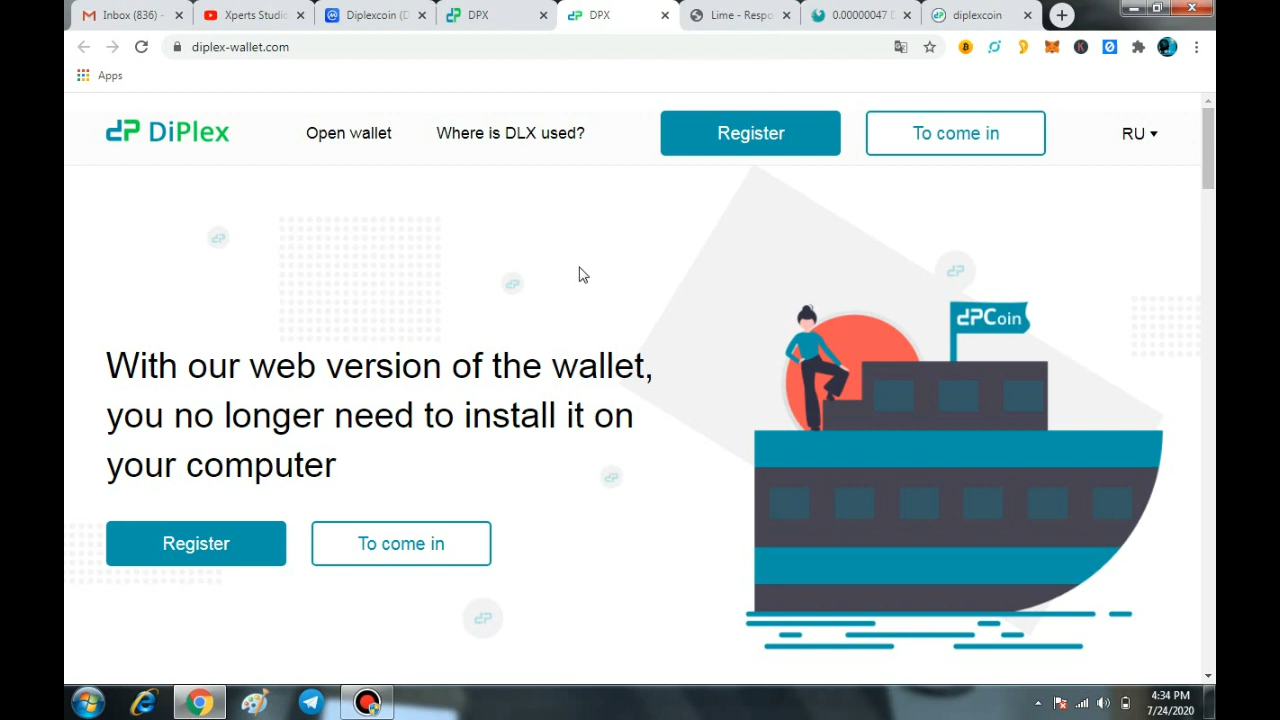 Inbox (836) -
Xperts Studi
Diplexcoin (D
DPX
DPX
Lime - Respo
0.00000047
diplexcoin
diplex-wallet.com
Apps
dP DiPlex
Open wallet
Where is DLX used?
Register
To come in
RU
dPCoin
With our web version of the wallet,
you no longer need to install it on
your computer
Register
To come in
4:34 PM
7/24/2020